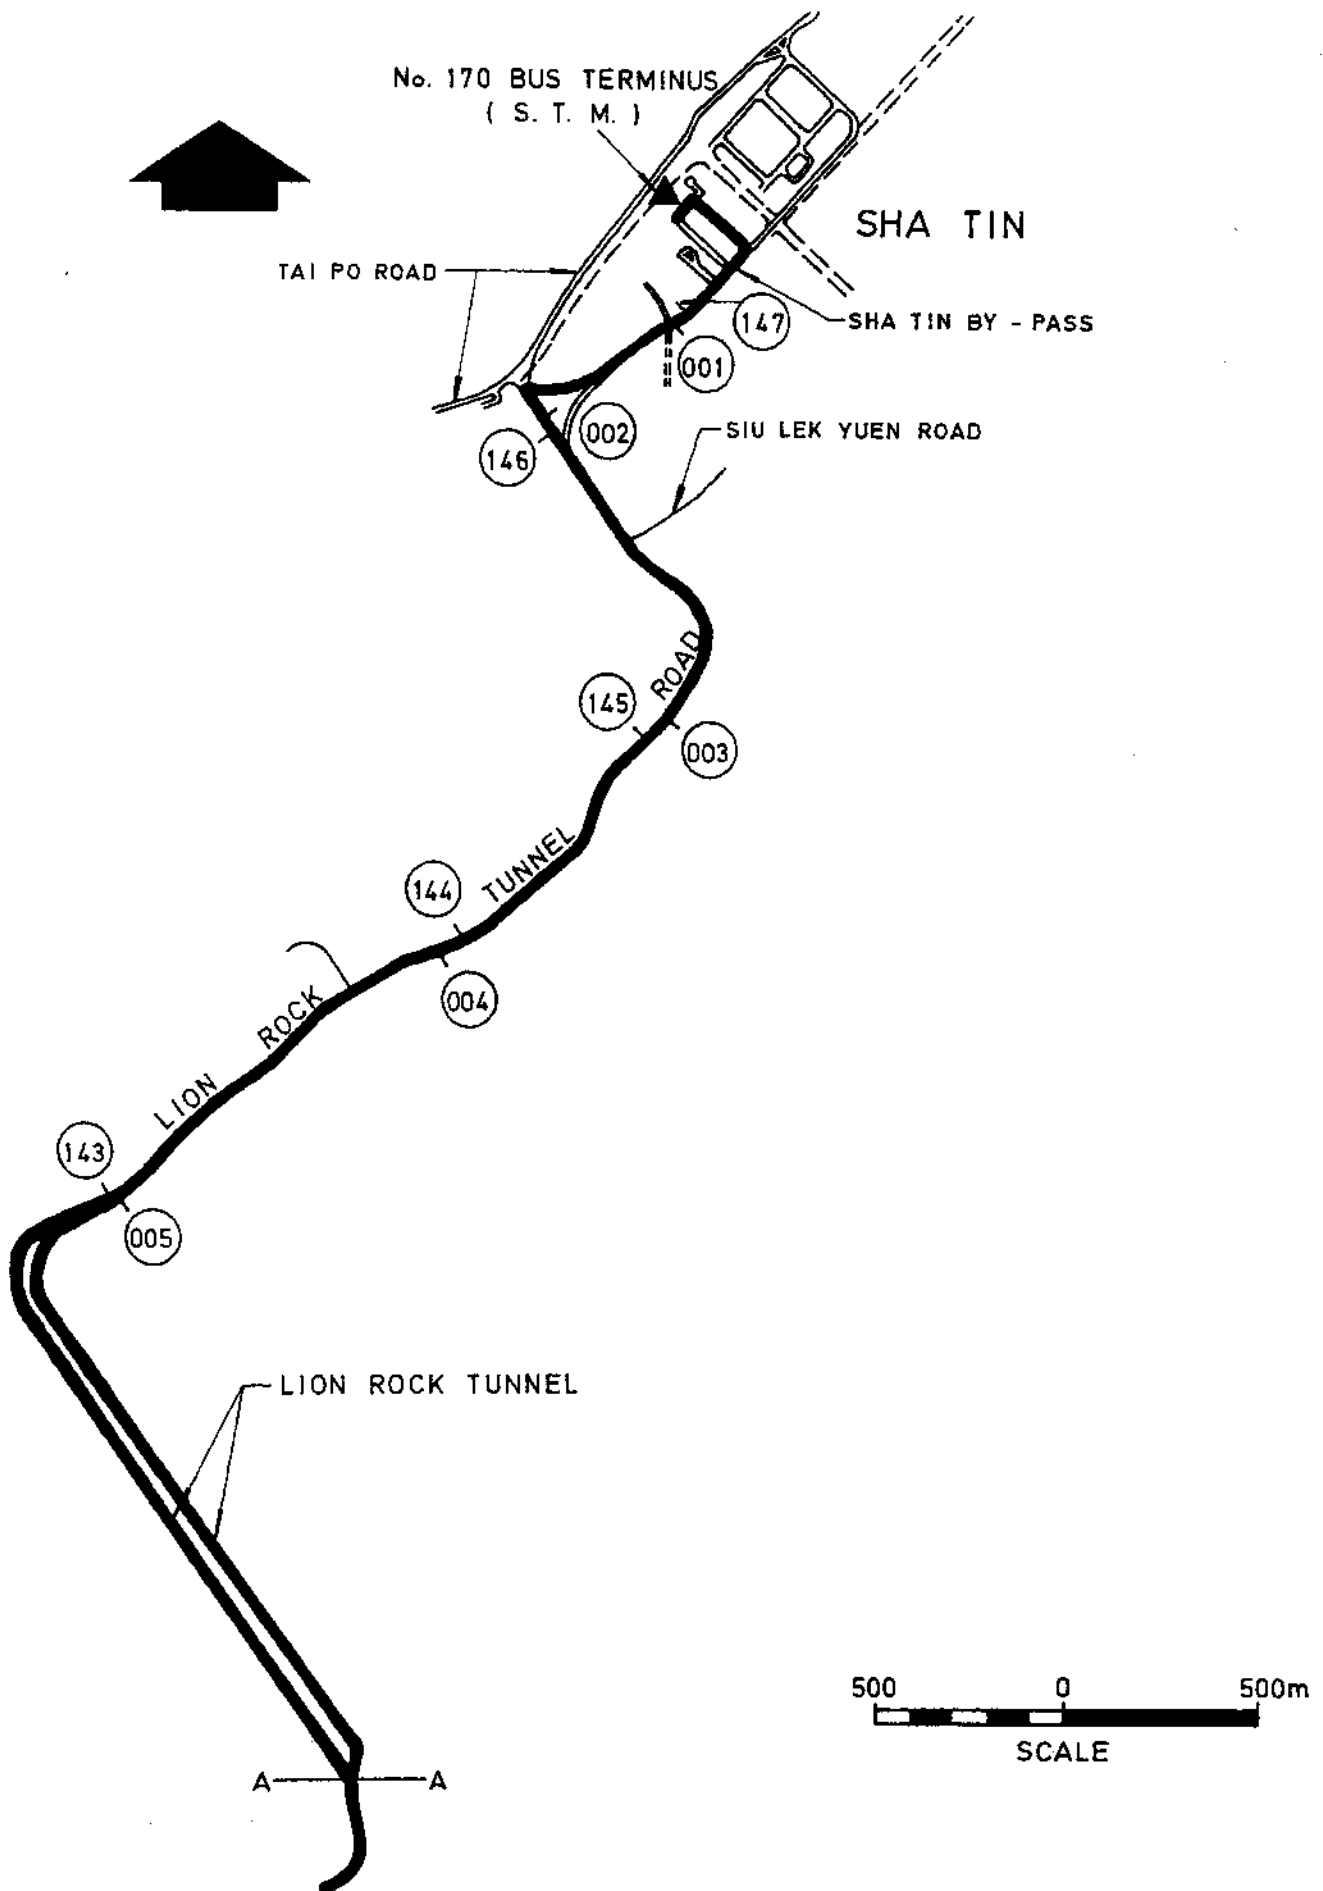 No. 170 BUS TERMINUS
( S. T. M. )
SHA TIN
TAI PO ROAD
147
SHA TIN BY - PASS
001
002
SIU LEK YUEN ROAD
146
ROAD
145
003
TUNNEL
144
004
ROCK
LION
143
005
LION ROCK TUNNEL
500 0 500m
SCALE
A A